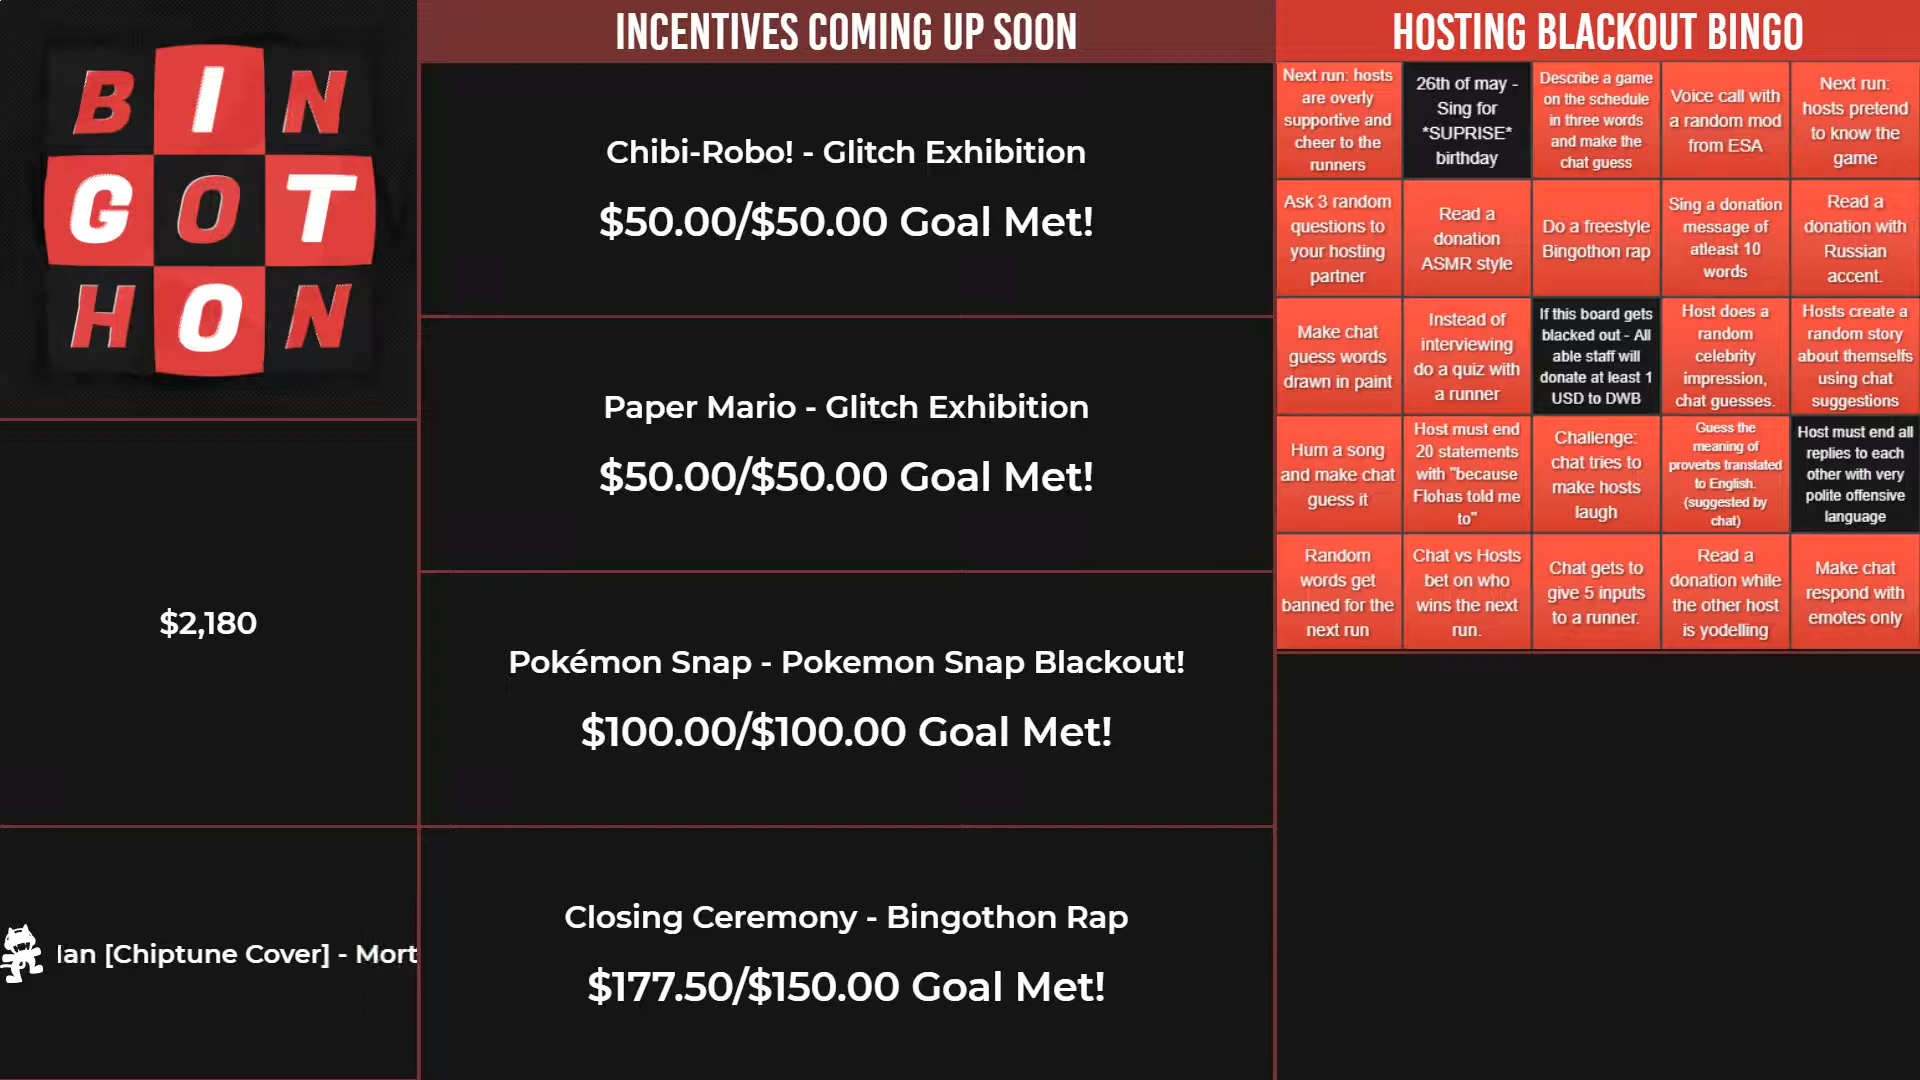 BIN
GOT
HON
$2,180
[Chiptune Cover] -
INCENTIVES COMING UP SOON
Chibi-Robo! - Glitch Exhibition
$50.00/$50.00 Goal Met!
Paper Mario - Glitch Exhibition
$50.00/$50.00 Goal Met!
Pokémon Snap - Pokemon Snap Blackout!
$100.00/$100.00 Goal Met!
Closing Ceremony - Bingothon Rap
$177.50/$150.00 Goal Met!
HOSTING BLACKOUT BINGO
Next run: hosts
are overly
supportive and
cheer to the
runners
26th of may -
Sing for
*SUPRISE*
birthday
Describe a game
on the schedule
in three words
and make the
chat guess
Voice call with
a random mod
from ESA
Next run:
hosts pretend
to know the
game
Ask 3 random
questions to
your hosting
partner
Read a
donation
ASMR style
Do a freestyle
Bingothon rap
Sing a donation
message of
atleast 10
words
Read a
donation with
Russian
accent.
Make chat
guess words
drawn in paint
Instead of
interviewing
do a quiz with
a runner
If this board gets
blacked out - All
able staff will
donate at least 1
USD to DWB
Host does a
random
celebrity
impression,
chat guesses.
Hosts create a
random story
about themselfs
using chat
suggestions
Hum a song
and make chat
guess it
Host must end
20 statements
with "because
Flohas told me
to"
Challenge:
chat tries to
make hosts
laugh
Guess the
meaning of
proverbs translated
to English.
(suggested by
chat)
Host must end all
replies to each
other with very
polite offensive
language
Random
words get
banned for the
next run
Chat vs Hosts
bet on who
wins the next
run.
Chat gets to
give 5 inputs
to a runner.
Read a
donation while
the other host
is yodelling
Make chat
respond with
emotes only